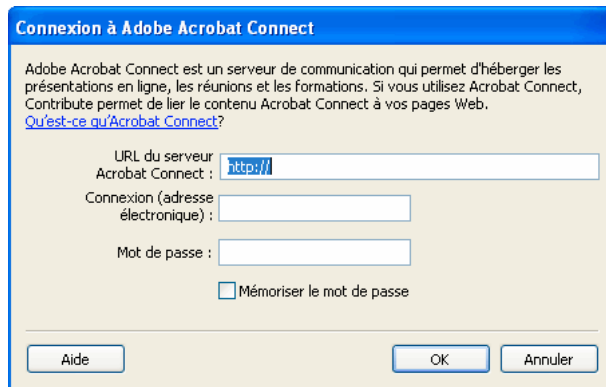 Connexion à Adobe Acrobat Connect
Adobe Acrobat Connect est un serveur de communication qui permet d'héberger les
présentations en ligne, les réunions et les formations. Si vous utilisez Acrobat Connect,
Contribute permet de lier le contenu Acrobat Connect à vos pages Web.
Qu'est-ce qu'Acrobat Connect?
URL du serveur
Acrobat Connect :
http://
Connexion (adresse
électronique) :
Mot de passe :
Mémoriser le mot de passe
Aide
OK
Annuler